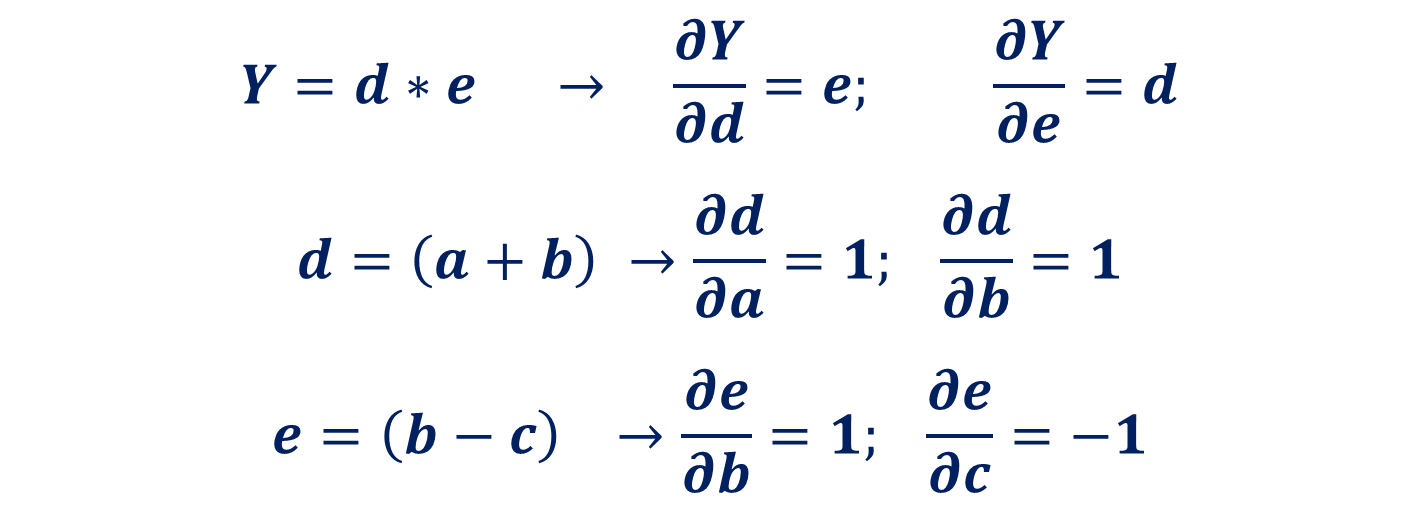 Y = d * e → ∂Y/∂d = e; ∂Y/∂e = d
d = (a + b) → ∂d/∂a = 1; ∂d/∂b = 1
e = (b − c) → ∂e/∂b = 1; ∂e/∂c = −1